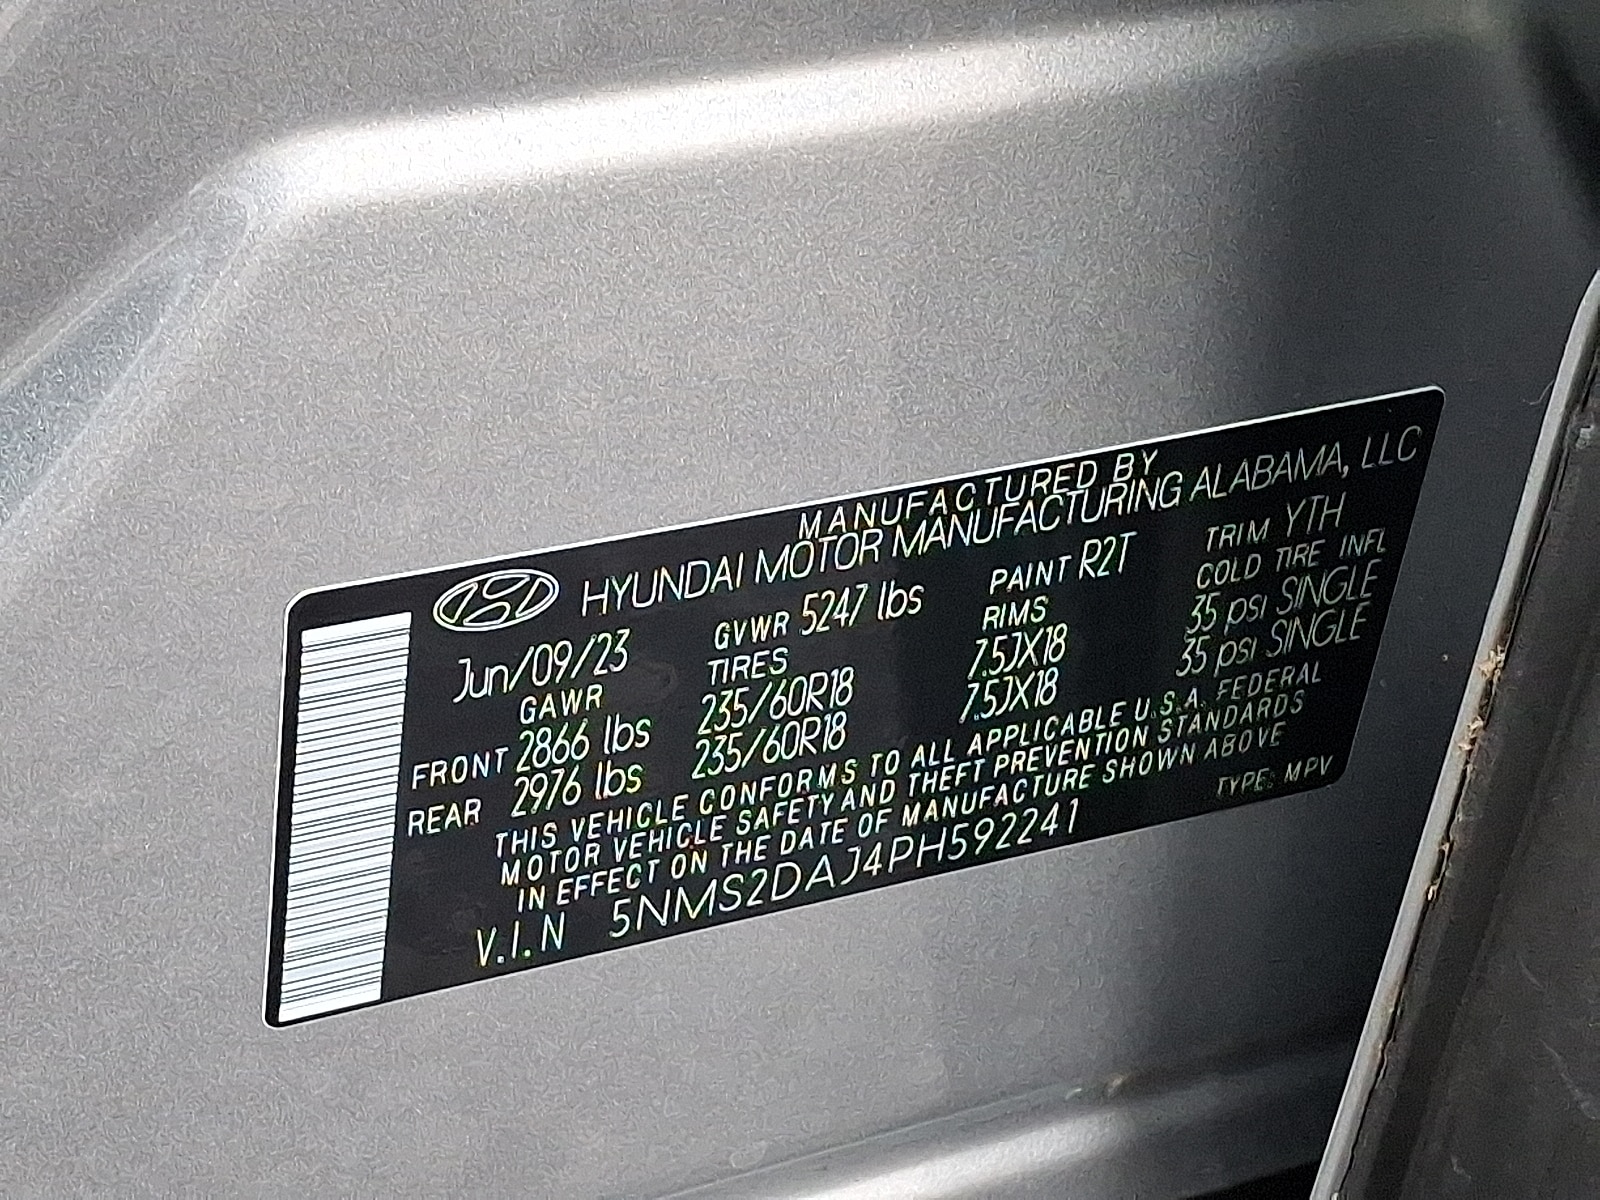 MANUFACTURED BY
HYUNDAI MOTOR MANUFACTURING ALABAMA, LLC
Jun/09/23 GVWR 5247 lbs PAINT R2T TRIM YTH
GAWR TIRES RIMS COLD TIRE INFL
FRONT 2866 lbs 235/60R18 7.5JX18 35 psi SINGLE
REAR 2976 lbs 235/60R18 7.5JX18 35 psi SINGLE
THIS VEHICLE CONFORMS TO ALL APPLICABLE U.S.A. FEDERAL
MOTOR VEHICLE SAFETY AND THEFT PREVENTION STANDARDS
IN EFFECT ON THE DATE OF MANUFACTURE SHOWN ABOVE
V.I.N 5NMS2DAJ4PH592241 TYPE: MPV